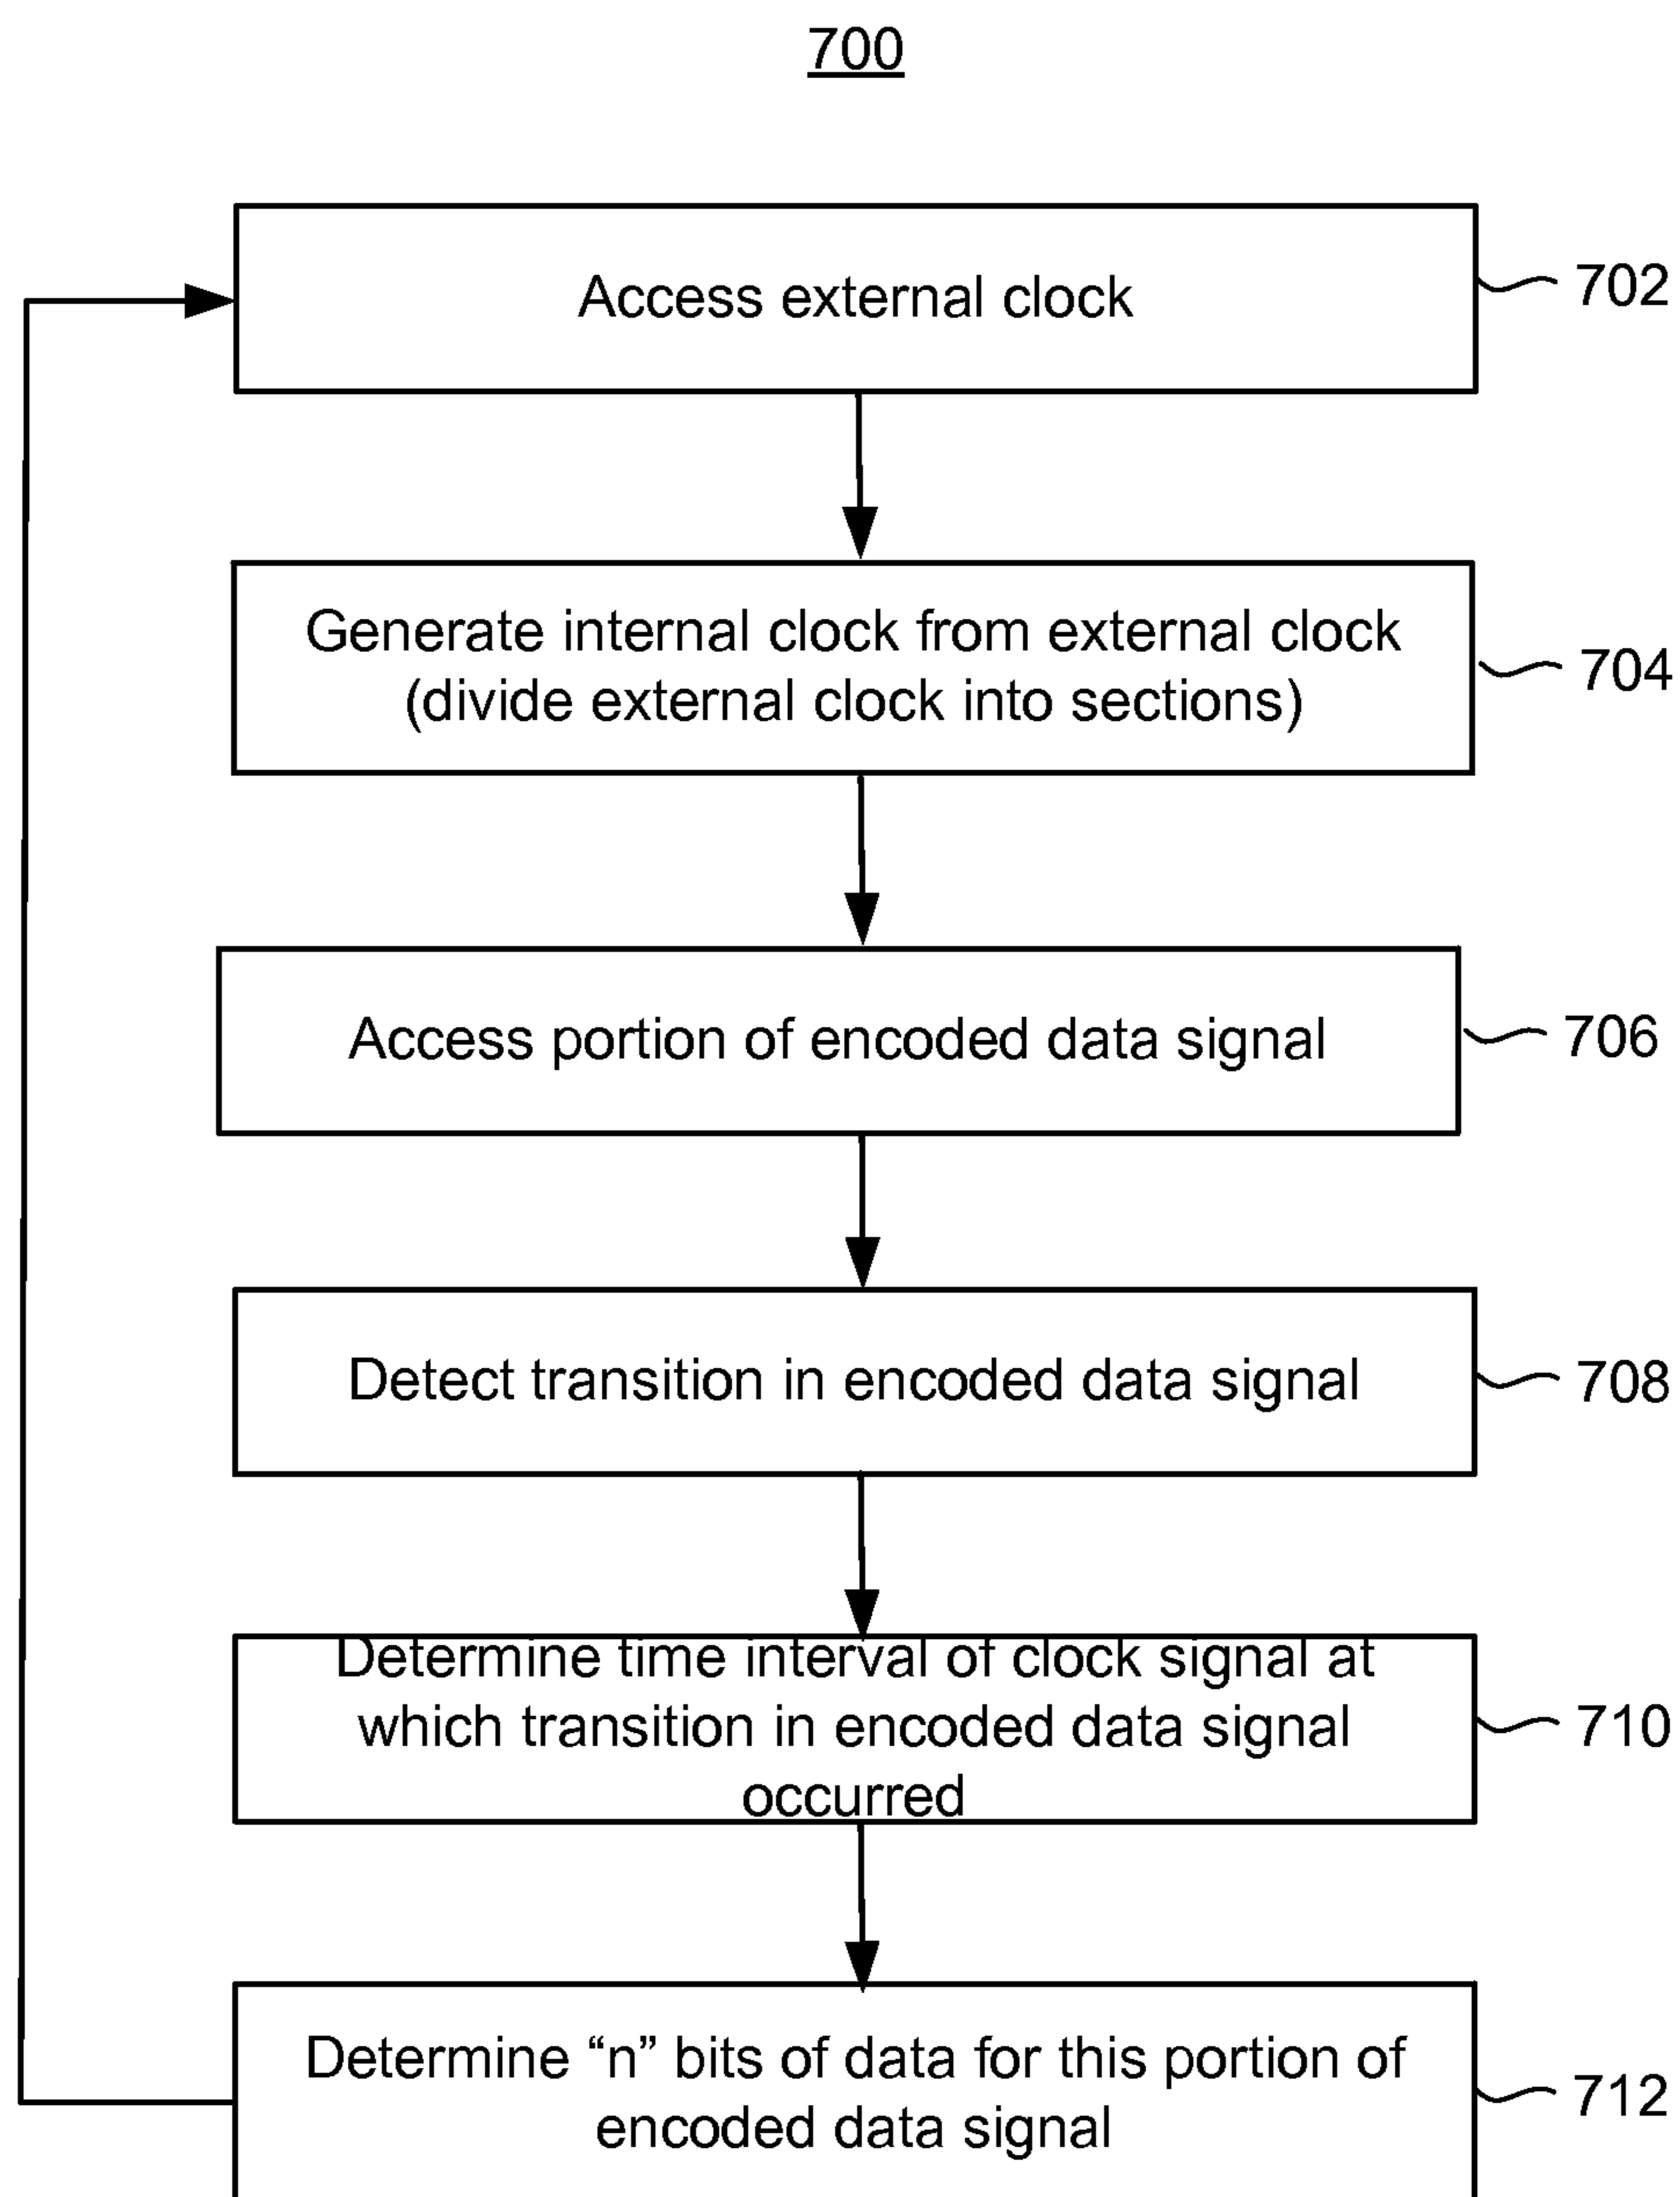 700
Access external clock
702
Generate internal clock from external clock
(divide external clock into sections)
704
Access portion of encoded data signal
706
Detect transition in encoded data signal
708
Determine time interval of clock signal at
which transition in encoded data signal
occurred
710
Determine “n” bits of data for this portion of
encoded data signal
712